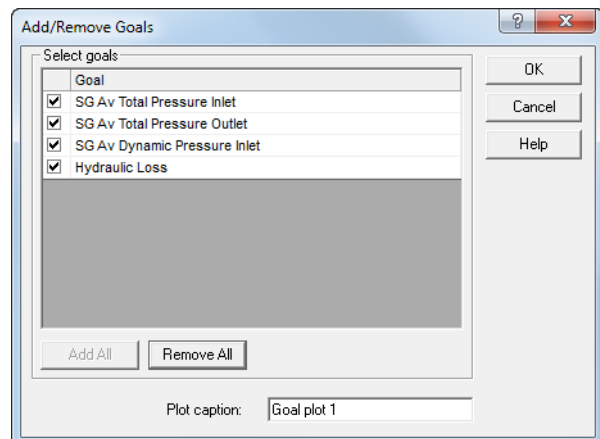 Add/Remove Goals
Select goals
Goal
SG Av Total Pressure Inlet
SG Av Total Pressure Outlet
SG Av Dynamic Pressure Inlet
Hydraulic Loss
OK
Cancel
Help
Add All
Remove All
Plot caption: Goal plot 1